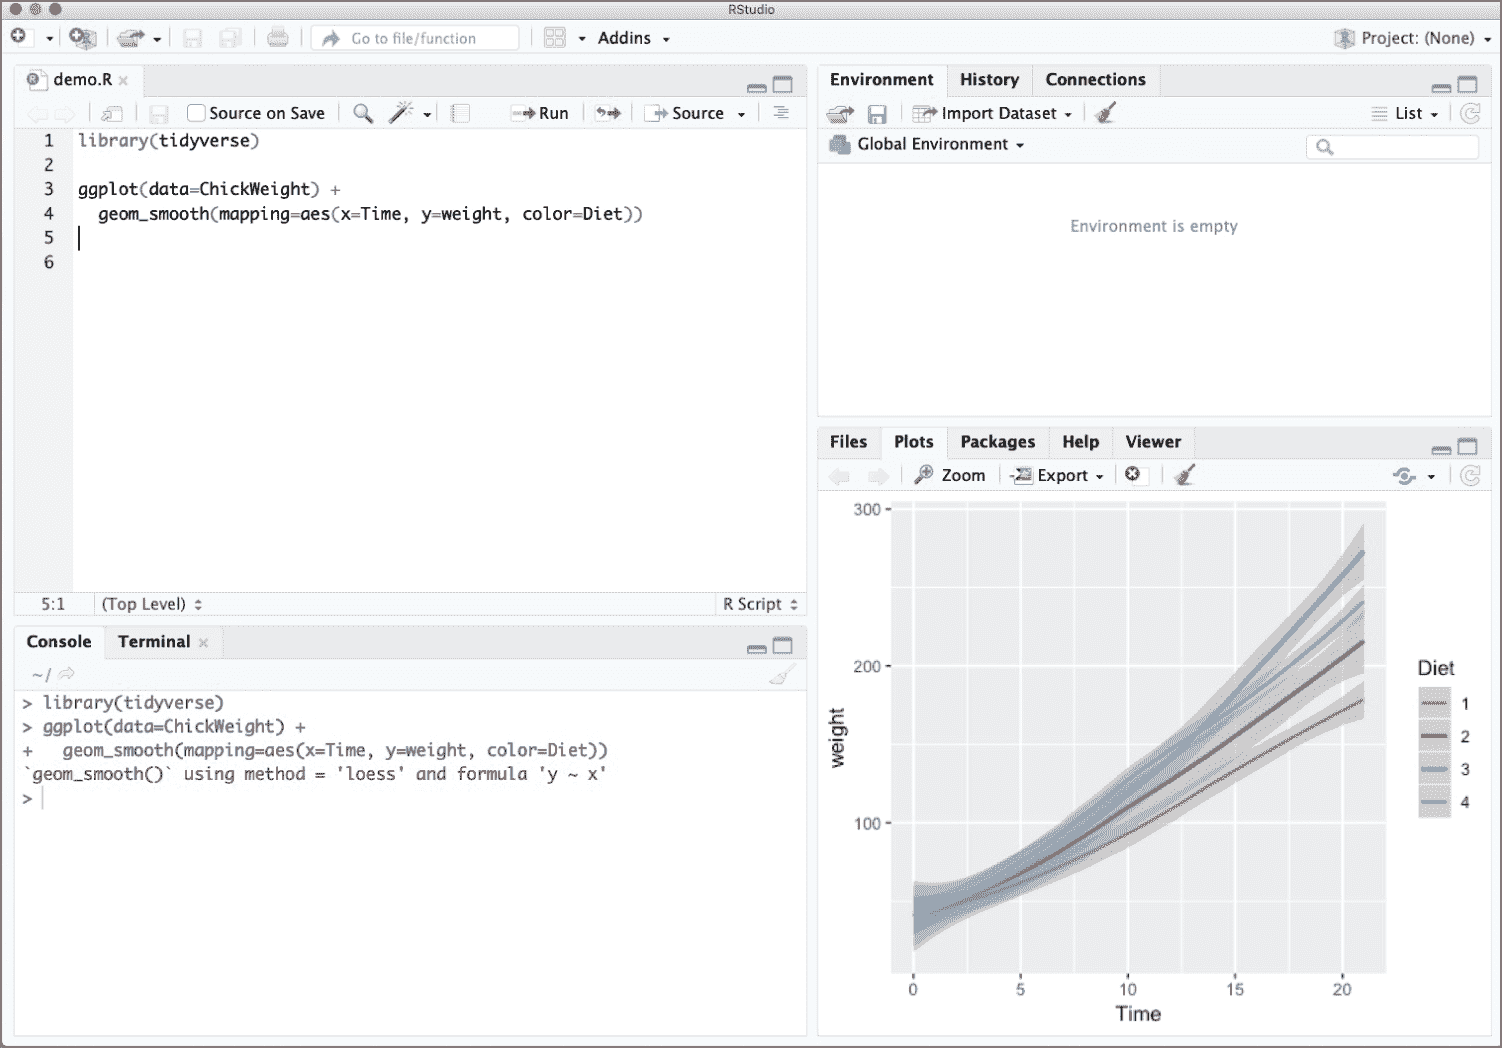 RStudio
Go to file/function
Addins
Project: (None)
demo.R
Source on Save
Run
Source
1 library(tidyverse)
2
3 ggplot(data=ChickWeight) +
4   geom_smooth(mapping=aes(x=Time, y=weight, color=Diet))
5
6
5:1 (Top Level) R Script
Console Terminal
~/
> library(tidyverse)
> ggplot(data=ChickWeight) +
+   geom_smooth(mapping=aes(x=Time, y=weight, color=Diet))
`geom_smooth()` using method = 'loess' and formula 'y ~ x'
>
Environment History Connections
Import Dataset List
Global Environment
Environment is empty
Files Plots Packages Help Viewer
Zoom Export
300
200
100
weight
0 5 10 15 20
Time
Diet
1
2
3
4